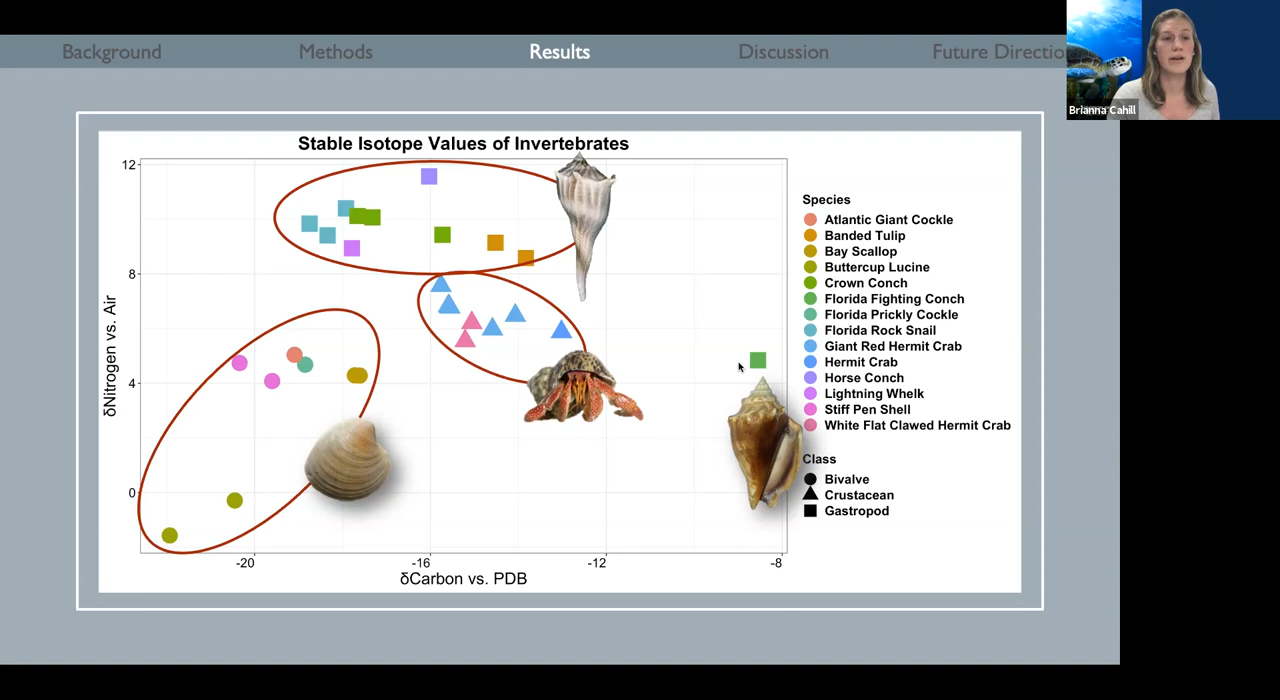 Background
Methods
Results
Discussion
Future Directio
Brianna Cahill
Stable Isotope Values of Invertebrates
12
8
4
0
δNitrogen vs. Air
-20
-16
-12
-8
δCarbon vs. PDB
Species
Atlantic Giant Cockle
Banded Tulip
Bay Scallop
Buttercup Lucine
Crown Conch
Florida Fighting Conch
Florida Prickly Cockle
Florida Rock Snail
Giant Red Hermit Crab
Hermit Crab
Horse Conch
Lightning Whelk
Stiff Pen Shell
White Flat Clawed Hermit Crab
Class
Bivalve
Crustacean
Gastropod